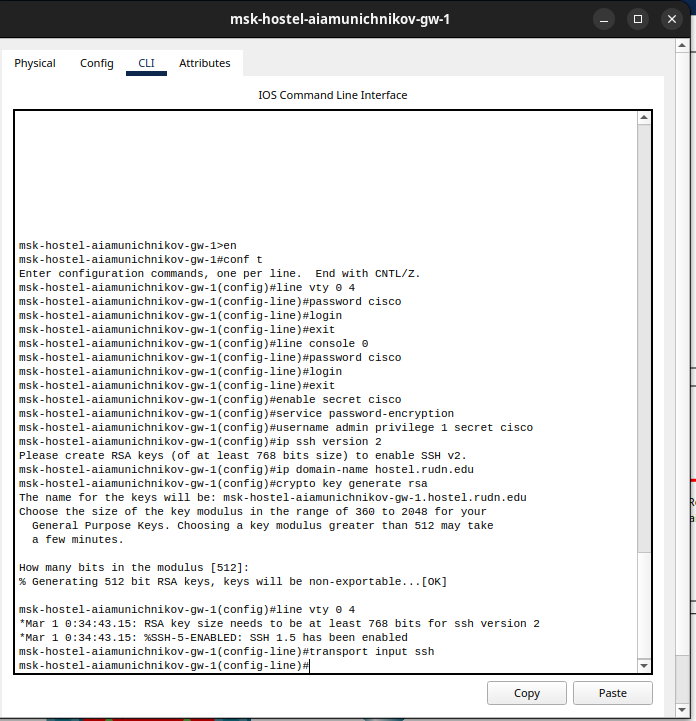 msk-hostel-aiamunichnikov-gw-1
Physical Config CLI Attributes
IOS Command Line Interface
msk-hostel-aiamunichnikov-gw-1>en
msk-hostel-aiamunichnikov-gw-1#conf t
Enter configuration commands, one per line.  End with CNTL/Z.
msk-hostel-aiamunichnikov-gw-1(config)#line vty 0 4
msk-hostel-aiamunichnikov-gw-1(config-line)#password cisco
msk-hostel-aiamunichnikov-gw-1(config-line)#login
msk-hostel-aiamunichnikov-gw-1(config-line)#exit
msk-hostel-aiamunichnikov-gw-1(config)#line console 0
msk-hostel-aiamunichnikov-gw-1(config-line)#password cisco
msk-hostel-aiamunichnikov-gw-1(config-line)#login
msk-hostel-aiamunichnikov-gw-1(config-line)#exit
msk-hostel-aiamunichnikov-gw-1(config)#enable secret cisco
msk-hostel-aiamunichnikov-gw-1(config)#service password-encryption
msk-hostel-aiamunichnikov-gw-1(config)#username admin privilege 1 secret cisco
msk-hostel-aiamunichnikov-gw-1(config)#ip ssh version 2
Please create RSA keys (of at least 768 bits size) to enable SSH v2.
msk-hostel-aiamunichnikov-gw-1(config)#ip domain-name hostel.rudn.edu
msk-hostel-aiamunichnikov-gw-1(config)#crypto key generate rsa
The name for the keys will be: msk-hostel-aiamunichnikov-gw-1.hostel.rudn.edu
Choose the size of the key modulus in the range of 360 to 2048 for your
  General Purpose Keys. Choosing a key modulus greater than 512 may take
  a few minutes.
How many bits in the modulus [512]:
% Generating 512 bit RSA keys, keys will be non-exportable...[OK]
msk-hostel-aiamunichnikov-gw-1(config)#line vty 0 4
*Mar 1 0:34:43.15: RSA key size needs to be at least 768 bits for ssh version 2
*Mar 1 0:34:43.15: %SSH-5-ENABLED: SSH 1.5 has been enabled
msk-hostel-aiamunichnikov-gw-1(config-line)#transport input ssh
msk-hostel-aiamunichnikov-gw-1(config-line)#
Copy Paste